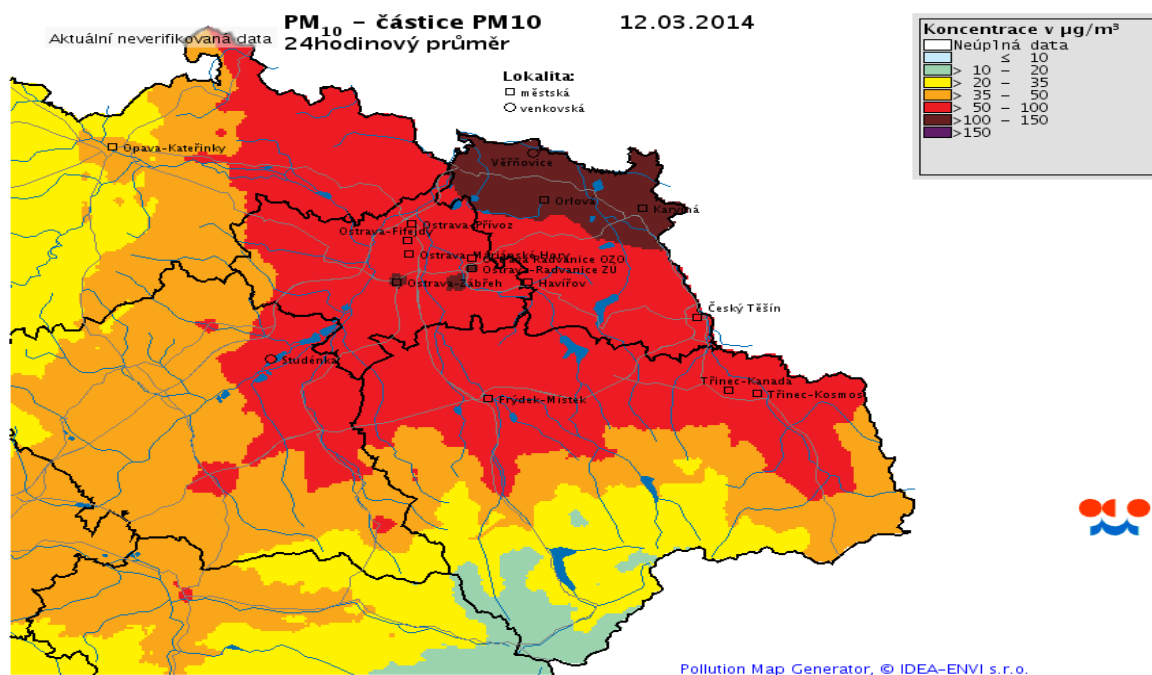 PM10 – částice PM10 12.03.2014
Aktuální neverifikovaná data
24hodinový průměr
Lokalita:
městská
venkovská
Koncentrace v µg/m³
Neúplná data
≤ 10
> 10 – 20
> 20 – 35
> 35 – 50
> 50 – 100
>100 – 150
>150
Opava-Kateřinky
Věřňovice
Orlová
Karviná
Ostrava-Přívoz
Ostrava-Fifejdy
Ostrava-Mariánské Hory
Ostrava Radvanice OZO
Ostrava-Radvanice ZÚ
Ostrava-Zábřeh
Havířov
Český Těšín
Studénka
Třinec-Kanada
Třinec-Kosmos
Frýdek-Místek
Pollution Map Generator, © IDEA-ENVI s.r.o.